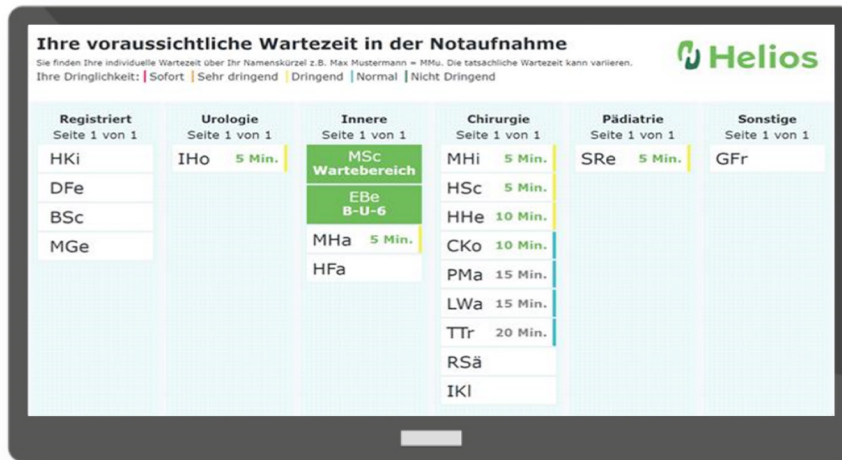 Ihre voraussichtliche Wartezeit in der Notaufnahme
Sie finden Ihre individuelle Wartezeit über Ihr Namenskürzel z.B. Max Mustermann = MMu. Die tatsächliche Wartezeit kann variieren.
Ihre Dringlichkeit: Sofort Sehr dringend Dringend Normal Nicht Dringend
Helios
Registriert
Seite 1 von 1
HKi
DFe
BSc
MGe
Urologie
Seite 1 von 1
IHo 5 Min.
Innere
Seite 1 von 1
MSc
Wartebereich
EBe
B-U-6
MHa 5 Min.
HFa
Chirurgie
Seite 1 von 1
MHi 5 Min.
HSc 5 Min.
HHe 10 Min.
CKo 10 Min.
PMa 15 Min.
LWa 15 Min.
TTr 20 Min.
RSä
IKl
Pädiatrie
Seite 1 von 1
SRe 5 Min.
Sonstige
Seite 1 von 1
GFr